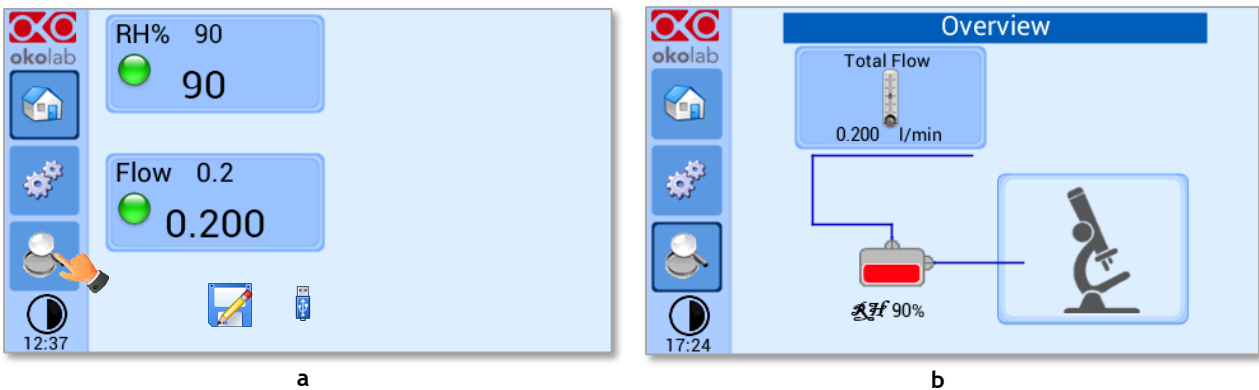 okolab
RH% 90
90
Flow 0.2
0.200
12:37
a
okolab
Overview
Total Flow
0.200 l/min
RH 90%
17:24
b